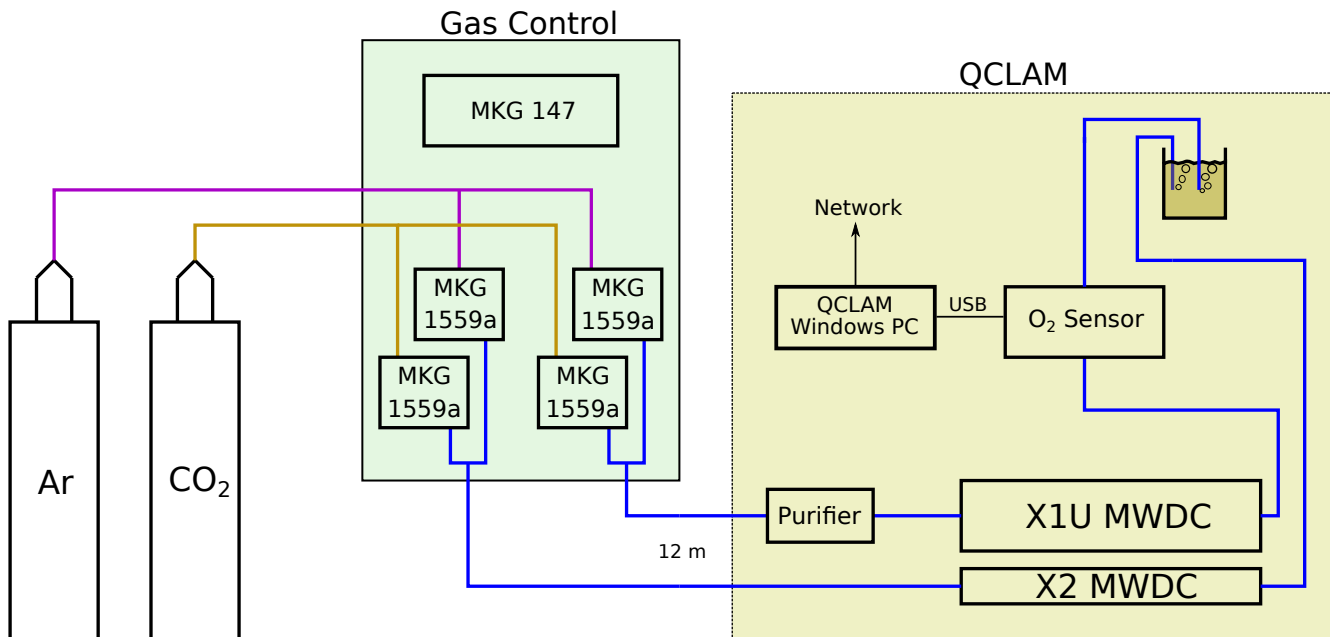 Gas Control
QCLAM
MKG 147
Network
MKG
1559a
MKG
1559a
QCLAM
Windows PC
USB
O₂ Sensor
MKG
1559a
MKG
1559a
Ar
CO₂
Purifier
X1U MWDC
12 m
X2 MWDC